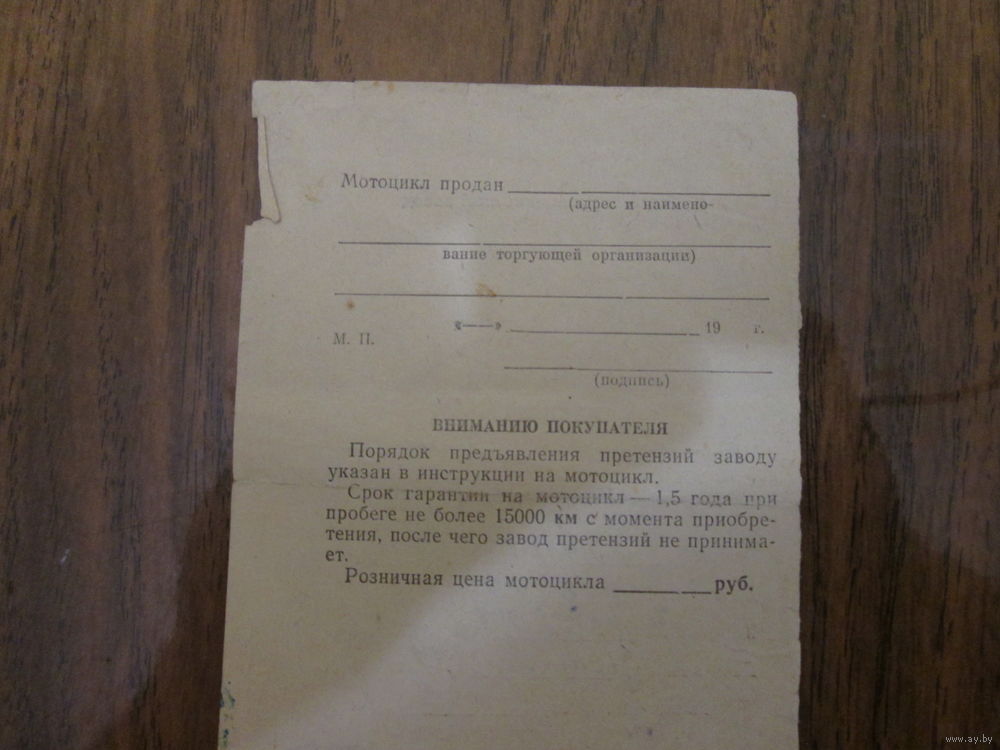 Мотоцикл продан
(адрес и наимено-
вание торгующей организации)
«——» 19 г.
М. П.
(подпись)
ВНИМАНИЮ ПОКУПАТЕЛЯ
Порядок предъявления претензий заводу
указан в инструкции на мотоцикл.
Срок гарантии на мотоцикл — 1,5 года при
пробеге не более 15000 км с момента приобре-
тения, после чего завод претензий не принима-
ет.
Розничная цена мотоцикла ______ руб.
www.ay.by